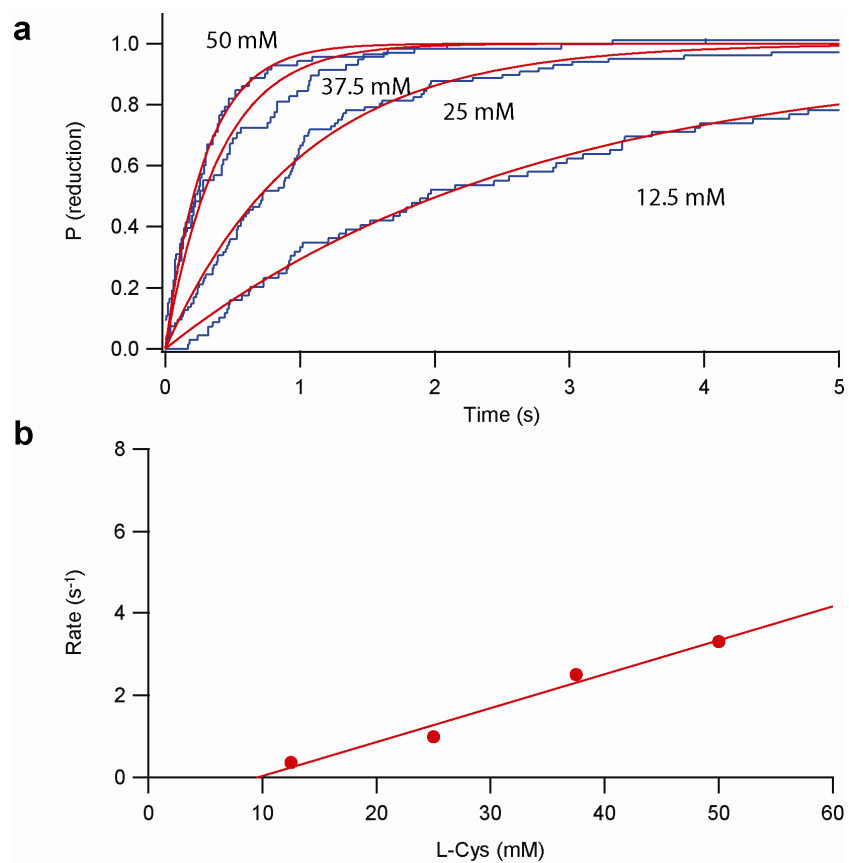 a
50 mM
37.5 mM
25 mM
12.5 mM
P (reduction)
1.0
0.8
0.6
0.4
0.2
0.0
0 1 2 3 4 5
Time (s)
b
Rate (s⁻¹)
8
6
4
2
0
0 10 20 30 40 50 60
L-Cys (mM)